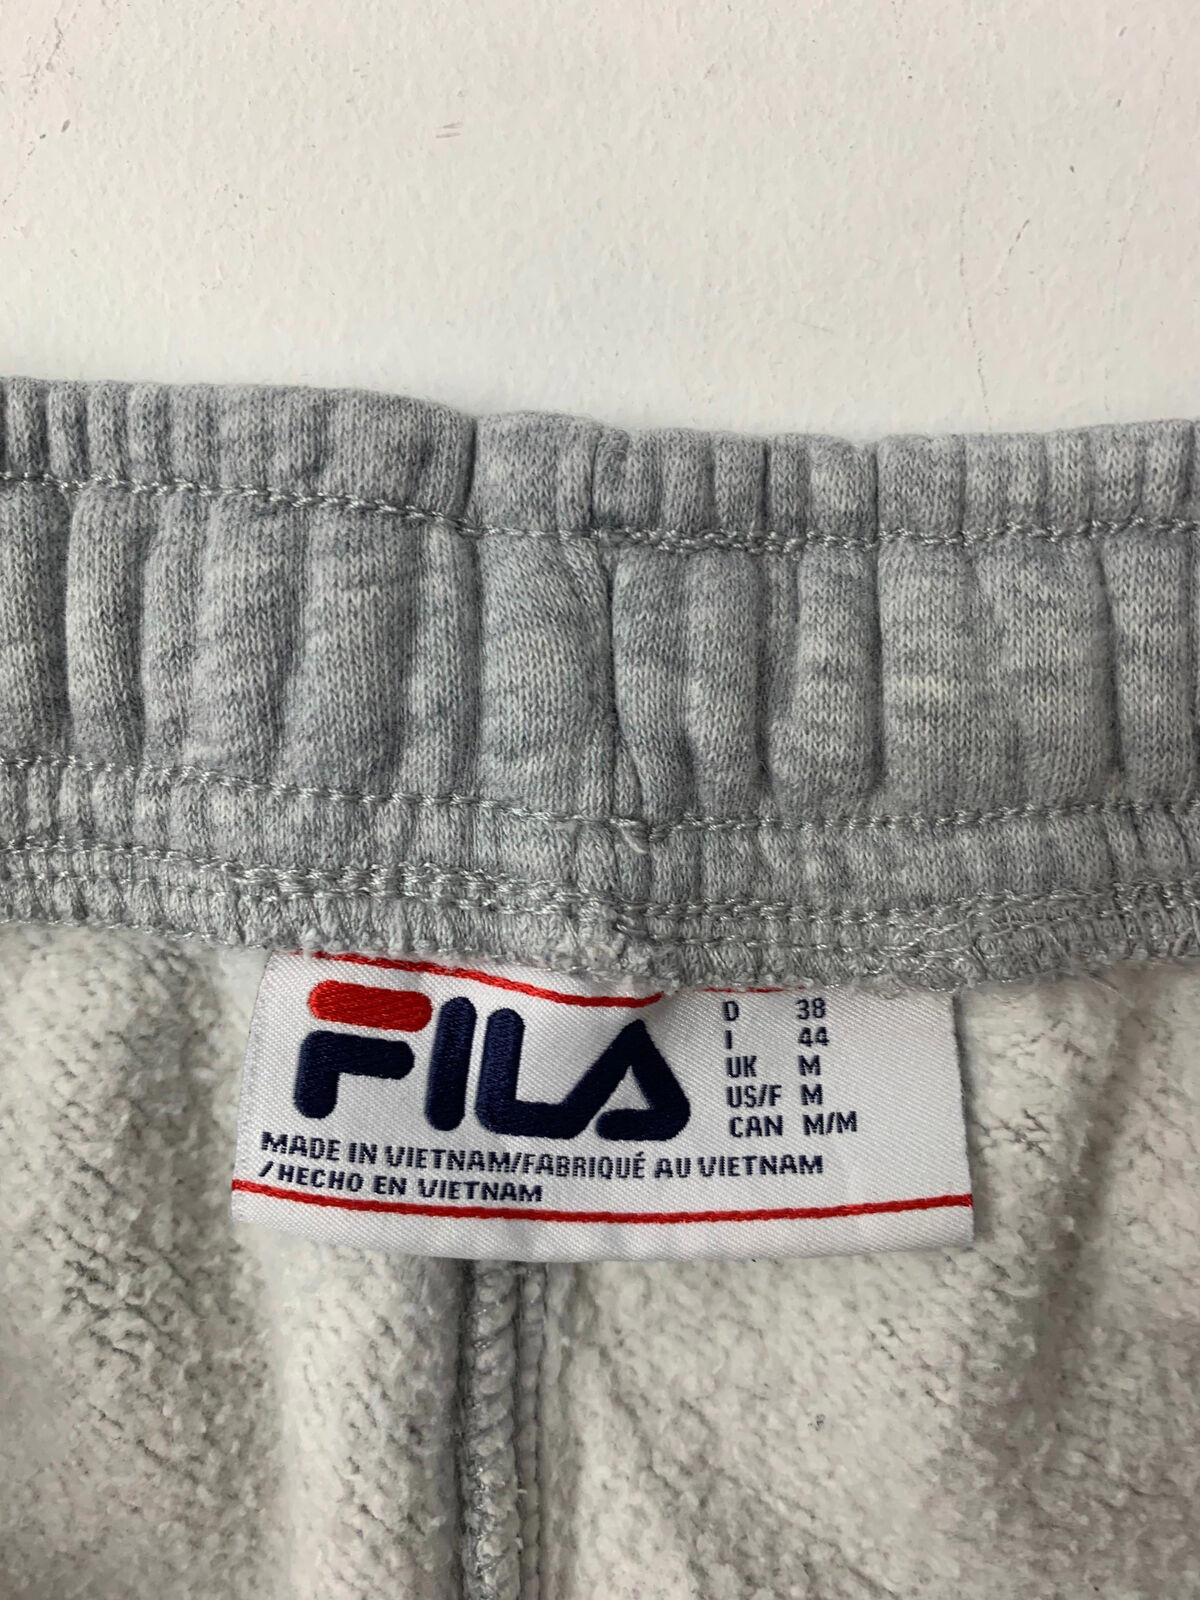 FILA
D 38
I 44
UK M
US/F M
CAN M/M
MADE IN VIETNAM/FABRIQUÉ AU VIETNAM
/HECHO EN VIETNAM